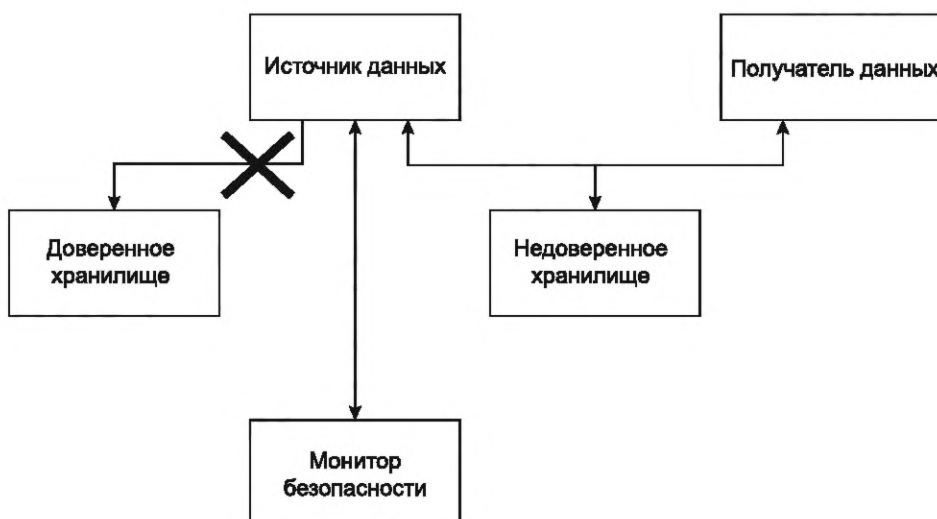 Источник данных
Получатель данных
Доверенное
хранилище
Недоверенное
хранилище
Монитор
безопасности